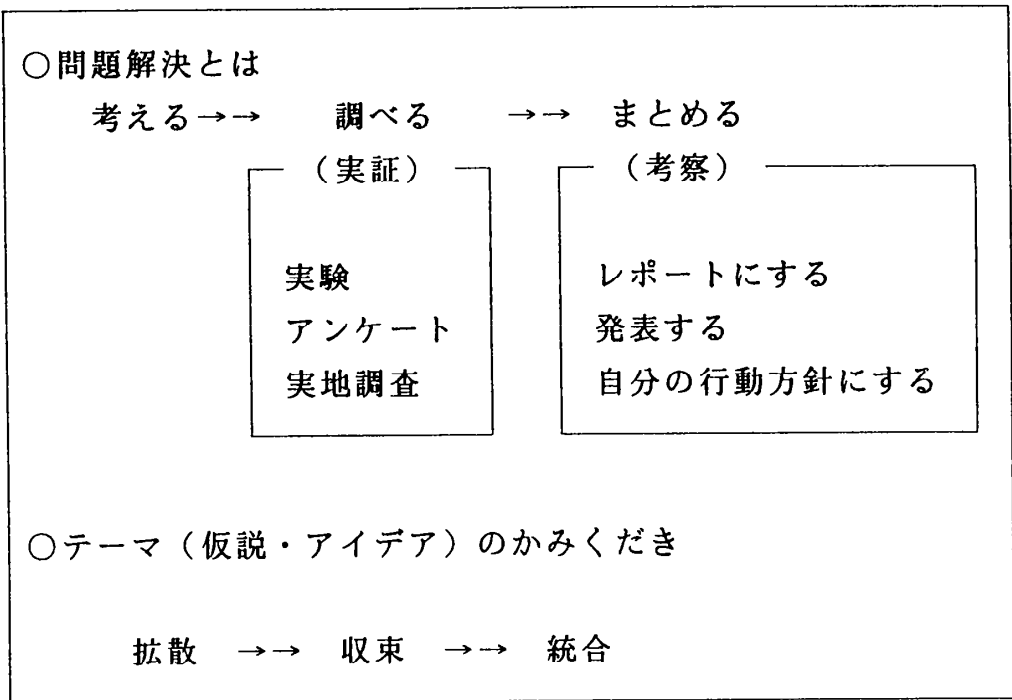 ○問題解決とは
考える→→ 調べる →→ まとめる
(実証) (考察)
実験 レポートにする
アンケート 発表する
実地調査 自分の行動方針にする
○テーマ(仮説・アイデア)のかみくだき
拡散 →→ 収束 →→ 統合